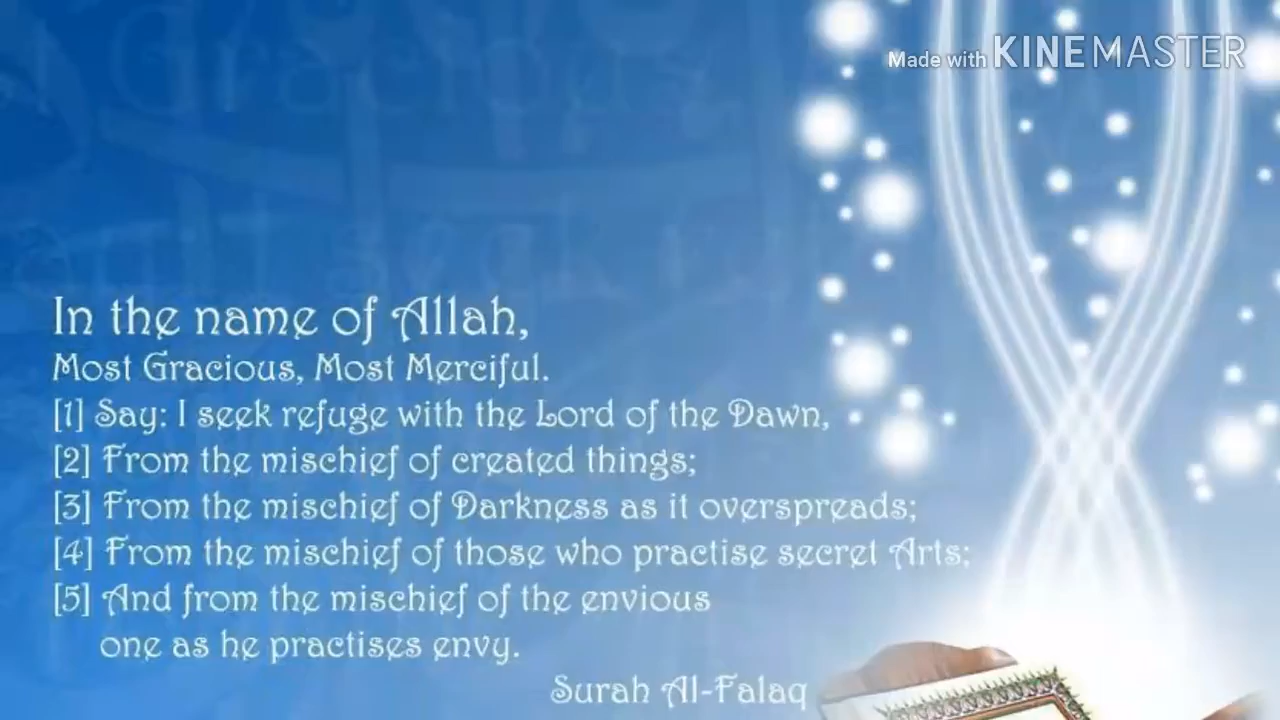 Made with KINEMASTER
In the name of Allah,
Most Gracious, Most Merciful.
[1] Say: I seek refuge with the Lord of the Dawn,
[2] From the mischief of created things;
[3] From the mischief of Darkness as it overspreads;
[4] From the mischief of those who practise secret Arts;
[5] And from the mischief of the envious
one as he practises envy.
Surah Al-Falaq